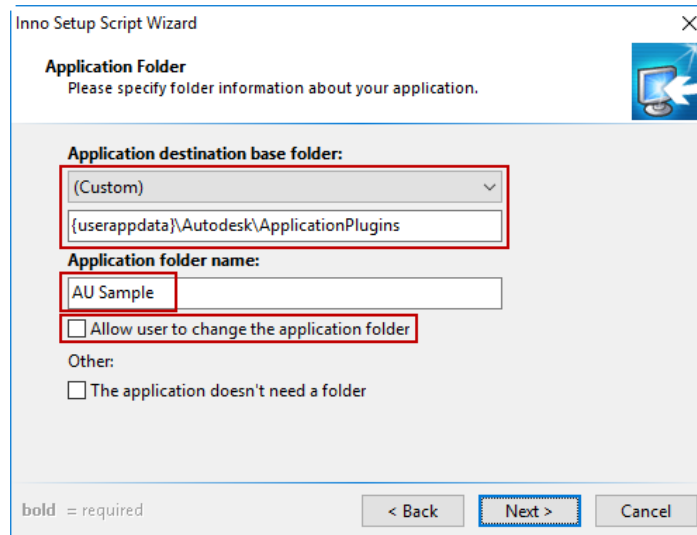 Inno Setup Script Wizard
Application Folder
Please specify folder information about your application.
Application destination base folder:
(Custom)
{userappdata}\Autodesk\ApplicationPlugins
Application folder name:
AU Sample
Allow user to change the application folder
Other:
The application doesn't need a folder
bold = required
< Back
Next >
Cancel